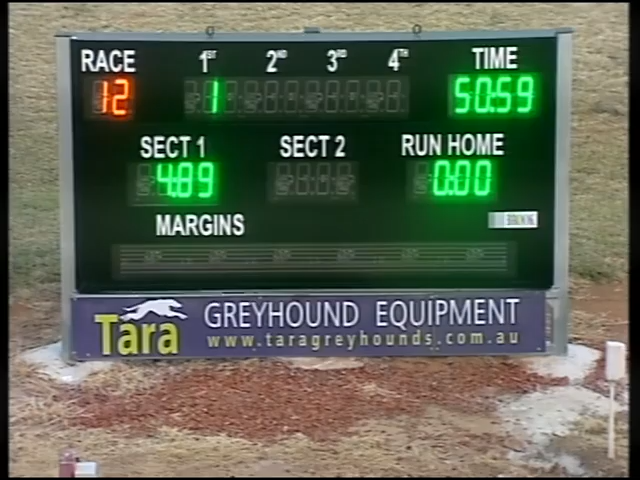 RACE 1ST 2ND 3RD 4TH TIME
12 1 50:59
SECT 1 SECT 2 RUN HOME
4.89 0:00
MARGINS
Tara GREYHOUND EQUIPMENT
www.taragreyhounds.com.au